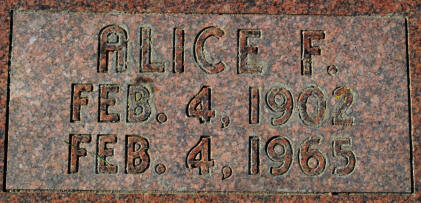 ALICE F.
FEB. 4, 1902
FEB. 4, 1965